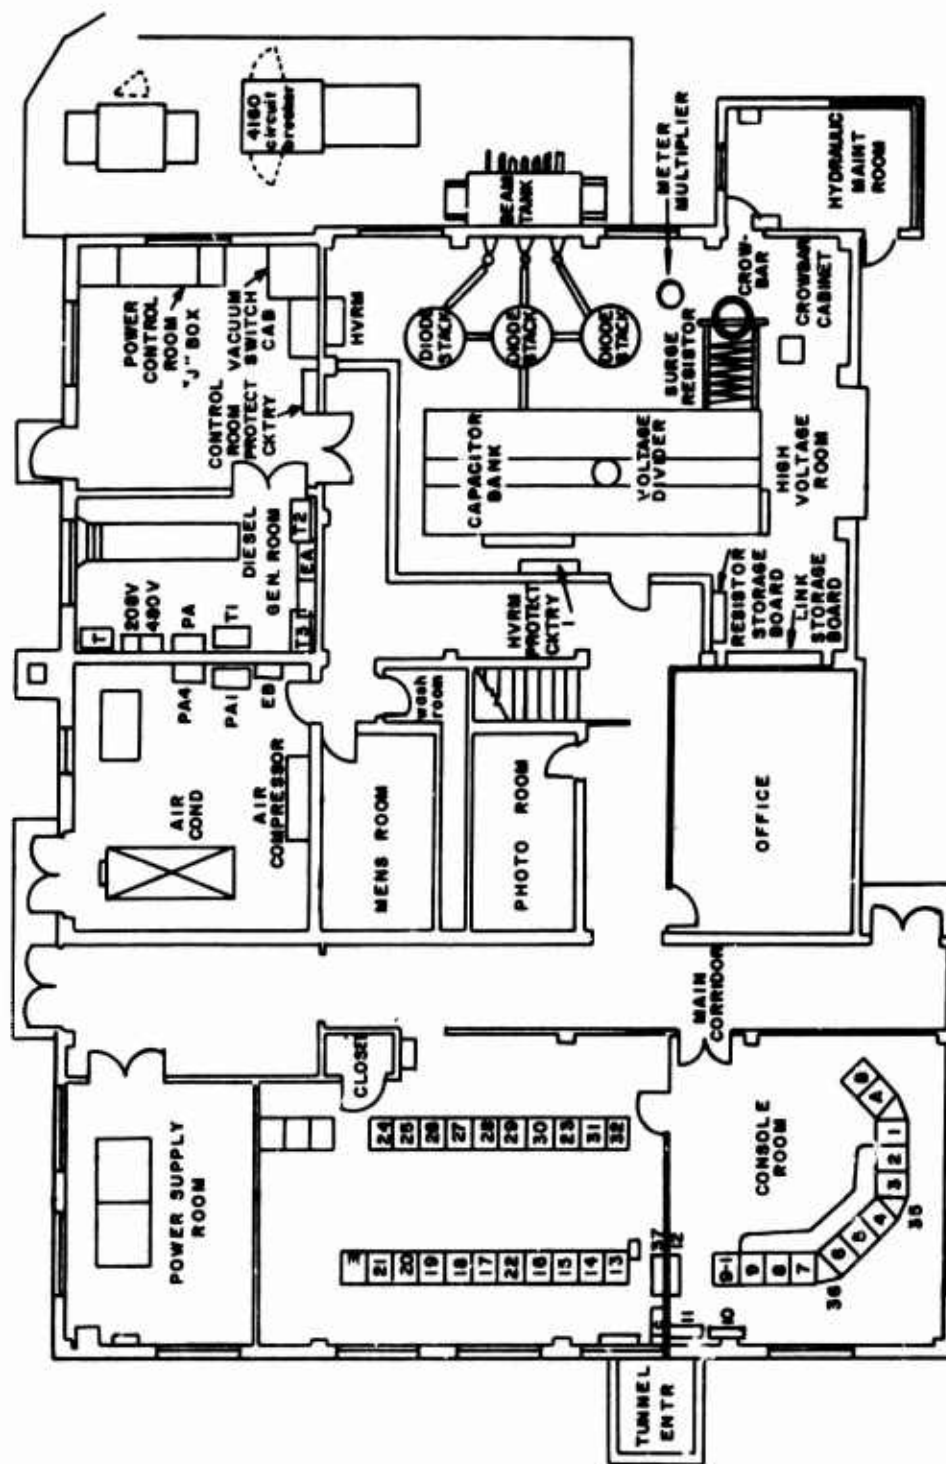 4160
circuit
breaker
BEAM
TANK
METER
MULTIPLIER
HYDRAULIC
MAINT
ROOM
POWER
CONTROL
ROOM
"J" BOX
VACUUM
SWITCH
CAB
CONTROL
ROOM
PROTECT
CKTRY
HVRM
DIODE
STACK
DIODE
STACK
DIODE
STACK
SURGE
RESISTOR
CROW-
BAR
CROWBAR
CABINET
CAPACITOR
BANK
VOLTAGE
DIVIDER
HIGH
VOLTAGE
ROOM
DIESEL
GEN. ROOM
T
208V
480V
PA
T1
T3
EA
T2
HVRM
PROTECT
CKTRY
1
RESISTOR
STORAGE
BOARD
LINK
STORAGE
BOARD
PA4
PA1
EB
AIR
COND
AIR
COMPRESSOR
wash
room
MENS ROOM
PHOTO ROOM
OFFICE
MAIN
CORRIDOR
CLOSET
POWER SUPPLY
ROOM
24
25
26
27
28
29
30
23
31
32
21
20
19
18
17
22
16
15
14
13
37
12
11
10
CONSOLE
ROOM
B
A
1
2
3
4
5
6
7
8
9
9-1
35
36
TUNNEL
ENTR